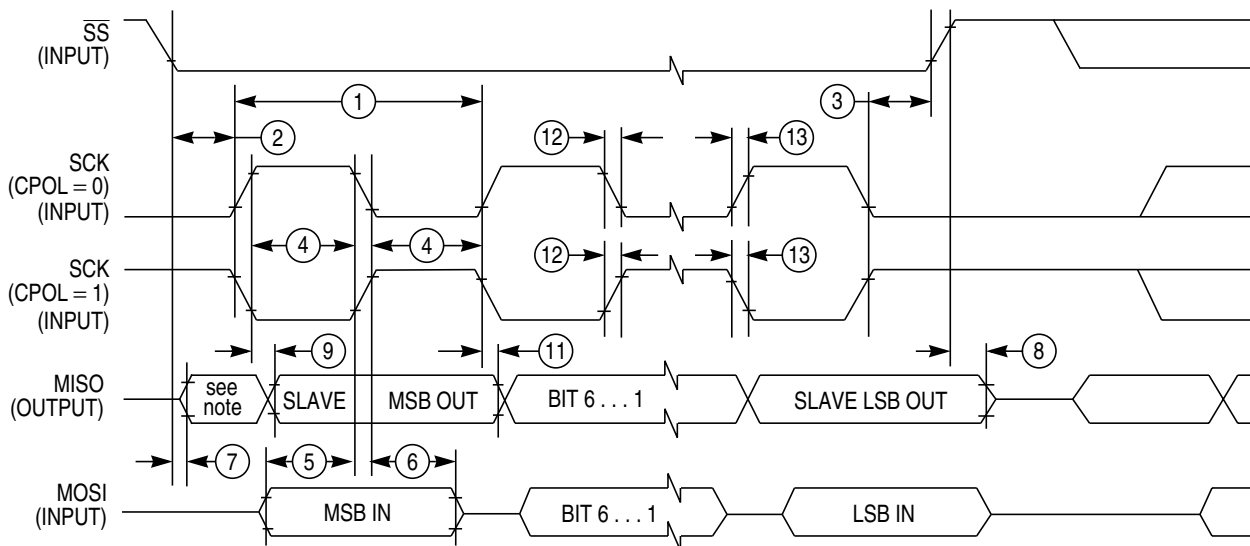 SS
(INPUT)
1
3
2
12
13
SCK
(CPOL = 0)
(INPUT)
4
4
12
13
SCK
(CPOL = 1)
(INPUT)
9
11
8
MISO
(OUTPUT)
see
note
SLAVE
MSB OUT
BIT 6 . . . 1
SLAVE LSB OUT
7
5
6
MOSI
(INPUT)
MSB IN
BIT 6 . . . 1
LSB IN